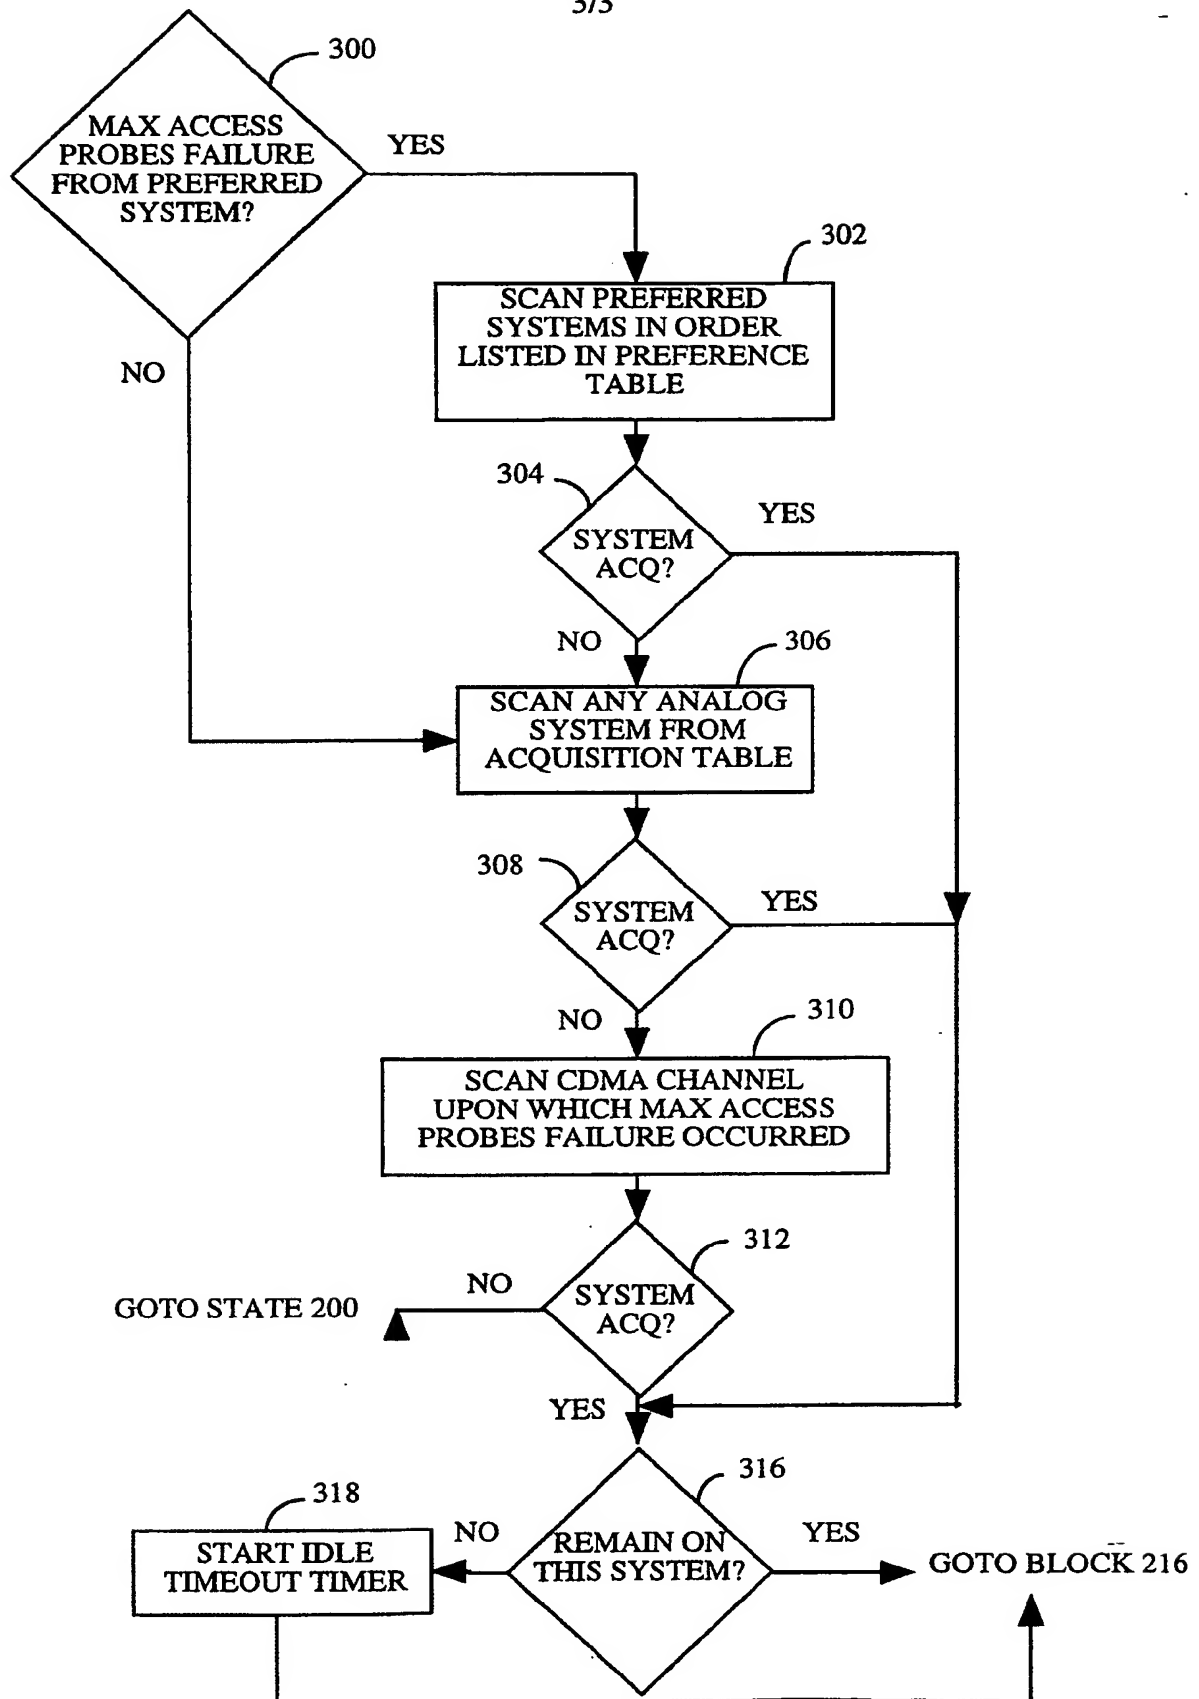 3/3
300
MAX ACCESS
PROBES FAILURE
FROM PREFERRED
SYSTEM?
YES
NO
302
SCAN PREFERRED
SYSTEMS IN ORDER
LISTED IN PREFERENCE
TABLE
304
SYSTEM
ACQ?
YES
NO
306
SCAN ANY ANALOG
SYSTEM FROM
ACQUISITION TABLE
308
SYSTEM
ACQ?
YES
NO
310
SCAN CDMA CHANNEL
UPON WHICH MAX ACCESS
PROBES FAILURE OCCURRED
312
SYSTEM
ACQ?
NO
GOTO STATE 200
YES
316
REMAIN ON
THIS SYSTEM?
NO
YES
318
START IDLE
TIMEOUT TIMER
GOTO BLOCK 216